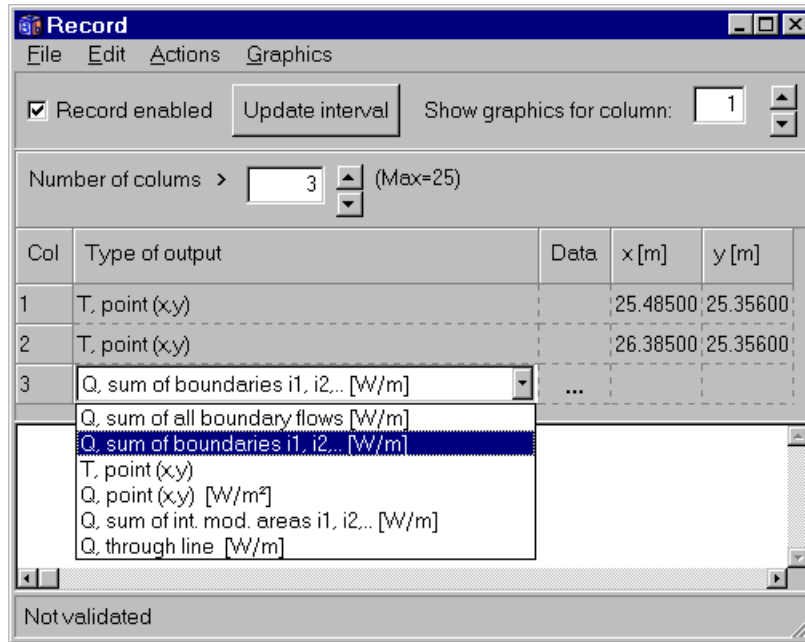 Record
File Edit Actions Graphics
Record enabled Update interval Show graphics for column: 1
Number of colums > 3 (Max=25)
Col Type of output Data x [m] y [m]
1 T, point (x,y) 25.48500 25.35600
2 T, point (x,y) 26.38500 25.35600
3 Q, sum of boundaries i1, i2,.. [W/m] ...
Q, sum of all boundary flows [W/m]
Q, sum of boundaries i1, i2,.. [W/m]
T, point (x,y)
Q, point (x,y) [W/m²]
Q, sum of int. mod. areas i1, i2,.. [W/m]
Q, through line [W/m]
Not validated